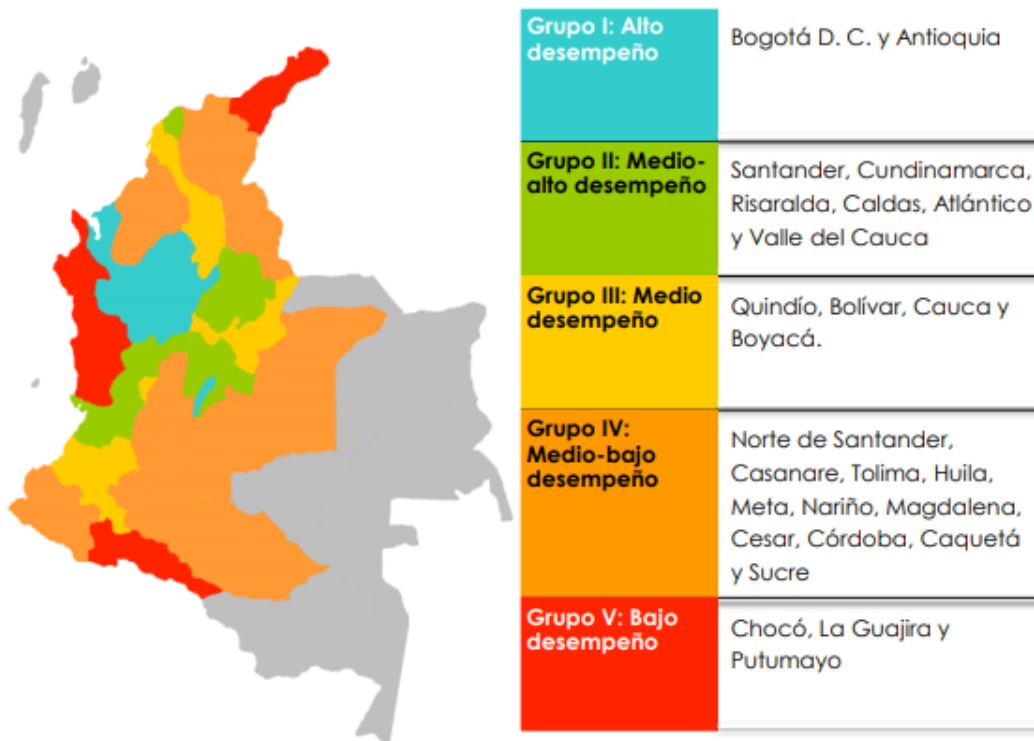 Grupo I: Alto
desempeño
Bogotá D. C. y Antioquia
Grupo II: Medio-
alto desempeño
Santander, Cundinamarca,
Risaralda, Caldas, Atlántico
y Valle del Cauca
Grupo III: Medio
desempeño
Quindío, Bolívar, Cauca y
Boyacá.
Grupo IV:
Medio-bajo
desempeño
Norte de Santander,
Casanare, Tolima, Huila,
Meta, Nariño, Magdalena,
Cesar, Córdoba, Caquetá
y Sucre
Grupo V: Bajo
desempeño
Chocó, La Guajira y
Putumayo